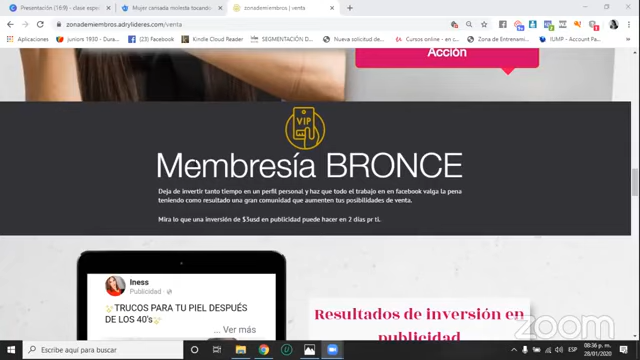 Presentación (16:9) - clase exper
Mujer cansada molesta tocando
zonademiembros | venta
zonademiembros.adrylideres.com/venta
Aplicaciones
juniors 1930 - Dura...
(23) Facebook
Kindle Cloud Reader
SEGMENTACIÓN D...
Nueva solicitud de...
Cursos online - en c...
Zona de Entrenami...
!UMP - Account Pa...
Acción
VIP
Membresía BRONCE
Deja de invertir tanto tiempo en un perfil personal y haz que todo el trabajo en en facebook valga la pena
teniendo como resultado una gran comunidad que aumenten tus posibilidades de venta.
Mira lo que una inversión de $3usd en publicidad puede hacer en 2 días pr ti.
Iness
Publicidad
TRUCOS PARA TU PIEL DESPUÉS
DE LOS 40's
... Ver más
Resultados de inversión en
publicidad
zoom
Escribe aquí para buscar
ESP
08:36 p. m.
28/01/2020